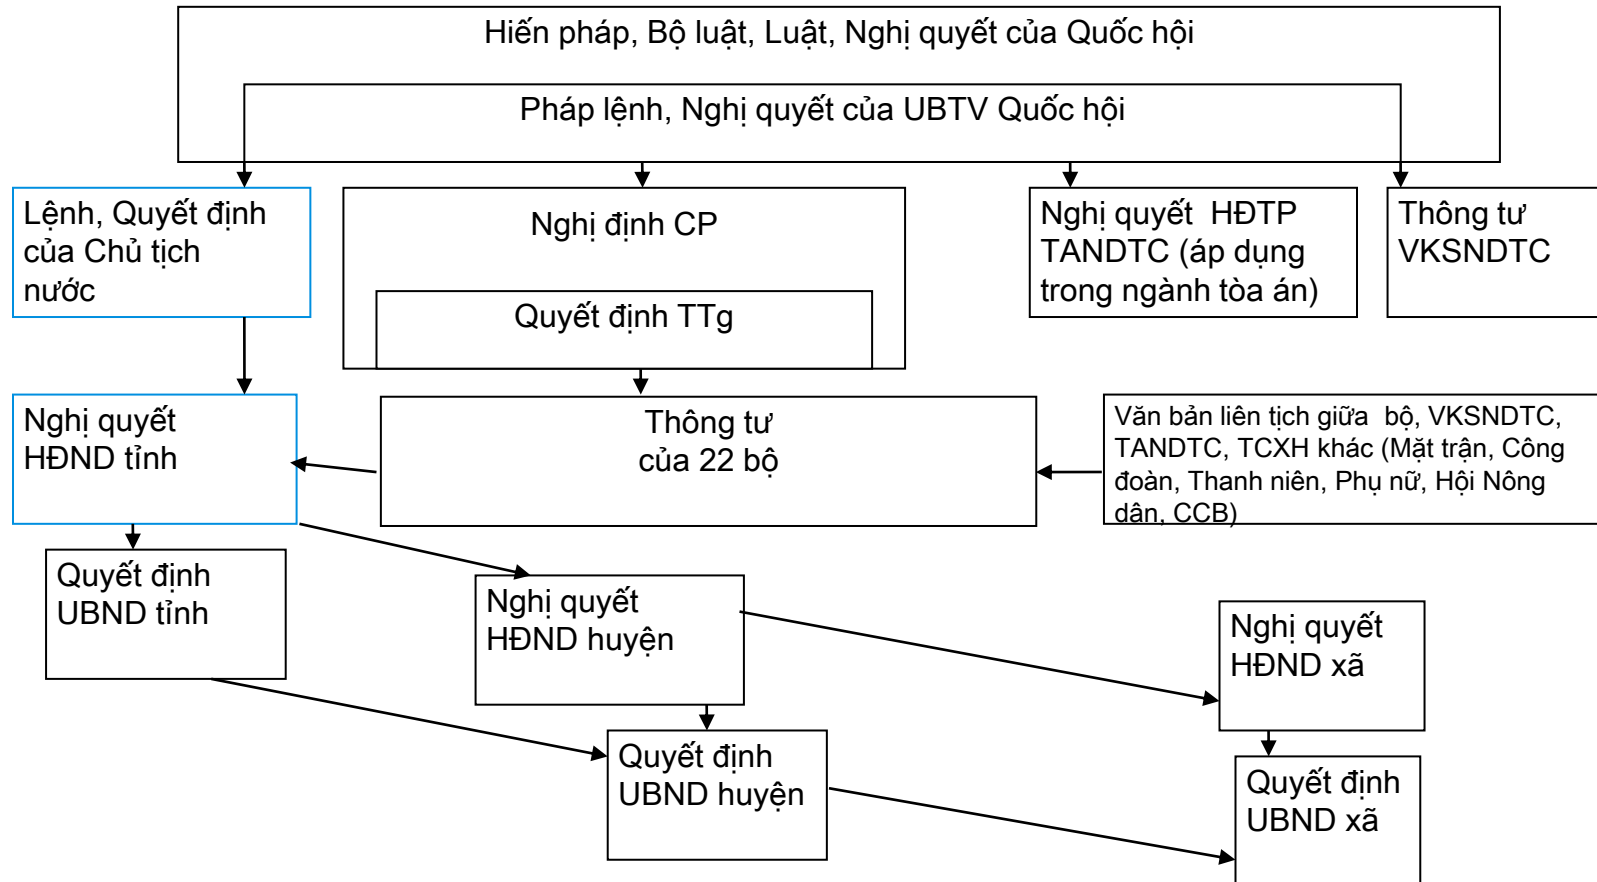 Hiến pháp, Bộ luật, Luật, Nghị quyết của Quốc hội
Pháp lệnh, Nghị quyết của UBTV Quốc hội
Lệnh, Quyết định
của Chủ tịch
nước
Nghị định CP
Quyết định TTg
Nghị quyết HĐTP
TANDTC (áp dụng
trong ngành tòa án)
Thông tư
VKSNDTC
Nghị quyết
HĐND tỉnh
Thông tư
của 22 bộ
Văn bản liên tịch giữa bộ, VKSNDTC,
TANDTC, TCXH khác (Mặt trận, Công
đoàn, Thanh niên, Phụ nữ, Hội Nông
dân, CCB)
Quyết định
UBND tỉnh
Nghị quyết
HĐND huyện
Nghị quyết
HĐND xã
Quyết định
UBND huyện
Quyết định
UBND xã